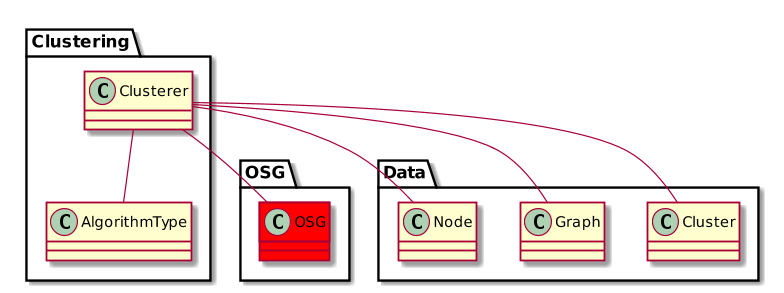 Clustering
C Clusterer
C AlgorithmType
OSG
C OSG
Data
C Node
C Graph
C Cluster